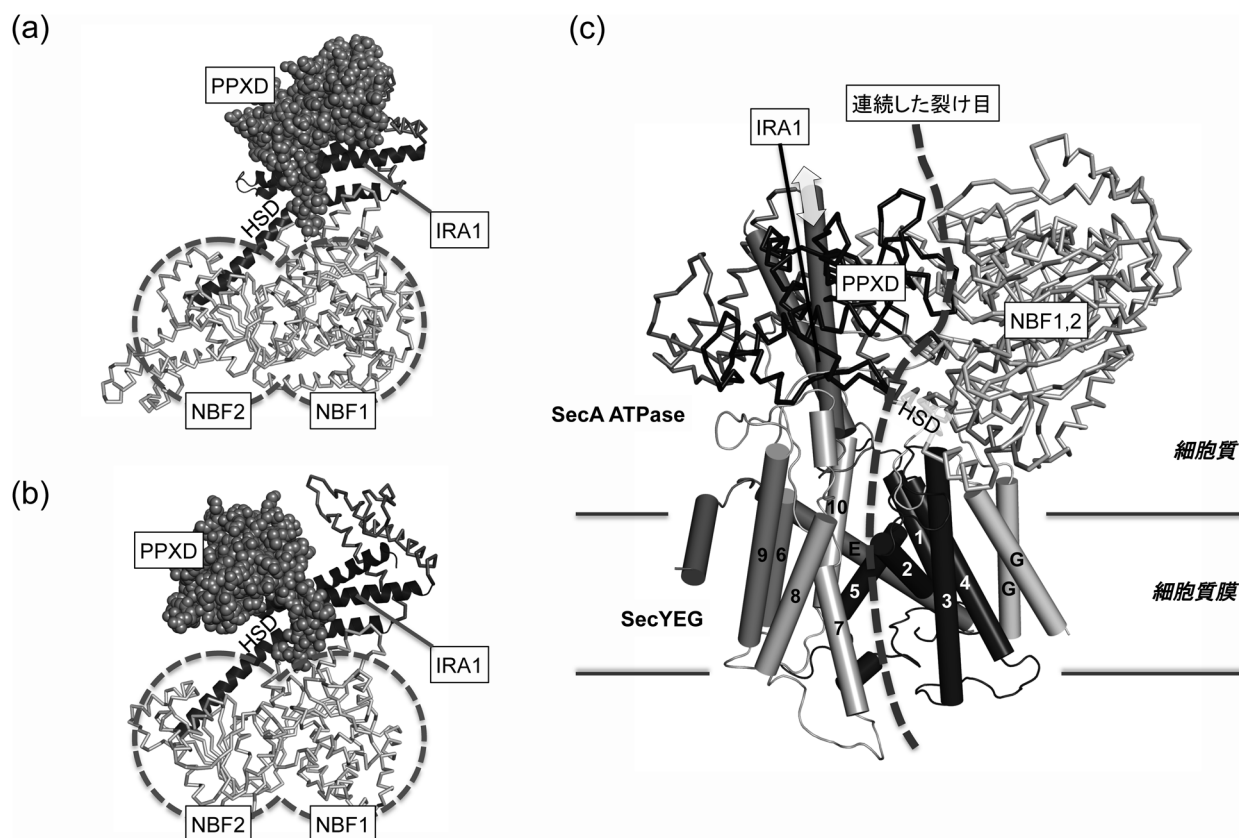 (a)
PPXD
HSD
IRA1
NBF2
NBF1
(b)
PPXD
HSD
IRA1
NBF2
NBF1
(c)
連続した裂け目
IRA1
PPXD
NBF1,2
HSD
SecA ATPase
細胞質
10
1
G
9
6
E
2
4
G
細胞質膜
8
5
3
SecYEG
7